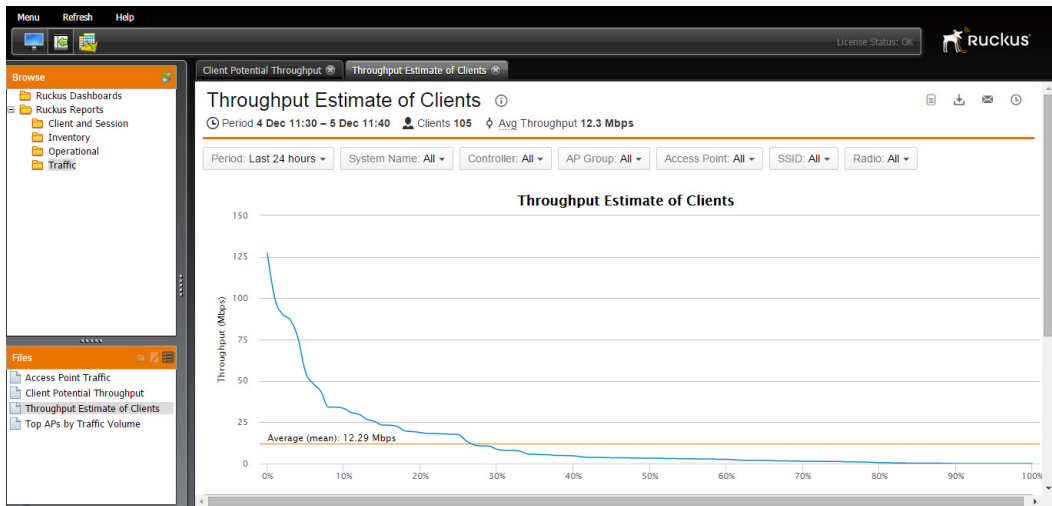 Menu Refresh Help
License Status: OK
Ruckus
Browse
Ruckus Dashboards
Ruckus Reports
Client and Session
Inventory
Operational
Traffic
Files
Access Point Traffic
Client Potential Throughput
Throughput Estimate of Clients
Top APs by Traffic Volume
Client Potential Throughput Throughput Estimate of Clients
Throughput Estimate of Clients
Period 4 Dec 11:30 – 5 Dec 11:40 Clients 105 Avg Throughput 12.3 Mbps
Period: Last 24 hours System Name: All Controller: All AP Group: All Access Point: All SSID: All Radio: All
Throughput Estimate of Clients
Throughput (Mbps)
150
125
100
75
50
25
0
Average (mean): 12.29 Mbps
0% 10% 20% 30% 40% 50% 60% 70% 80% 90% 100%